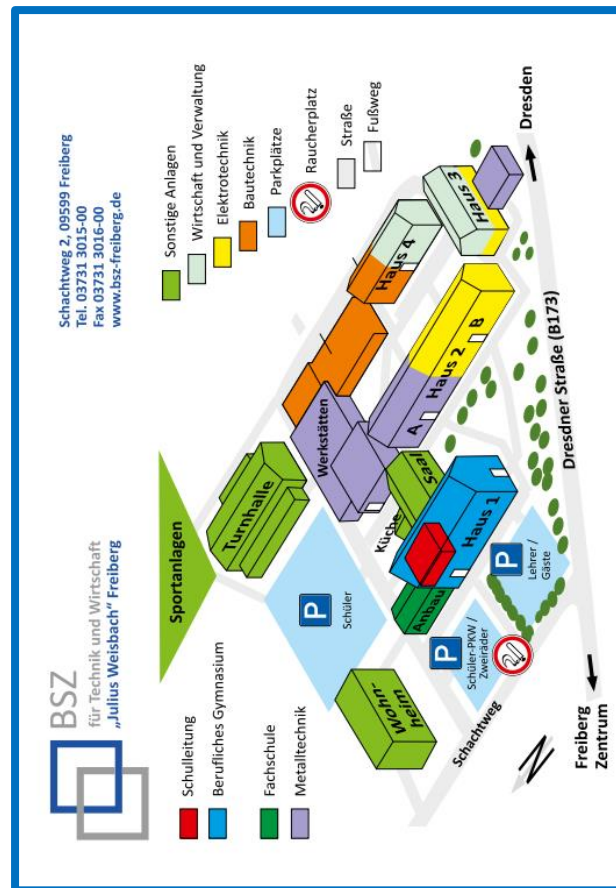 BSZ
für Technik und Wirtschaft
„Julius Weisbach“ Freiberg
Schachtweg 2, 09599 Freiberg
Tel. 03731 3015-00
Fax 03731 3016-00
www.bsz-freiberg.de
Schulleitung
Berufliches Gymnasium
Fachschule
Metalltechnik
Sonstige Anlagen
Wirtschaft und Verwaltung
Elektrotechnik
Bautechnik
Parkplätze
Raucherplatz
Straße
Fußweg
Sportanlagen
Turnhalle
P
Schüler
Wohn-
heim
Werkstätten
Küche
Saal
Anbau
Haus 1
A
Haus 2
B
Haus 4
Haus 3
P
Schüler-PKW /
Zweiräder
P
Lehrer /
Gäste
Schachtweg
N
Freiberg
Zentrum
Dresdner Straße (B173)
Dresden